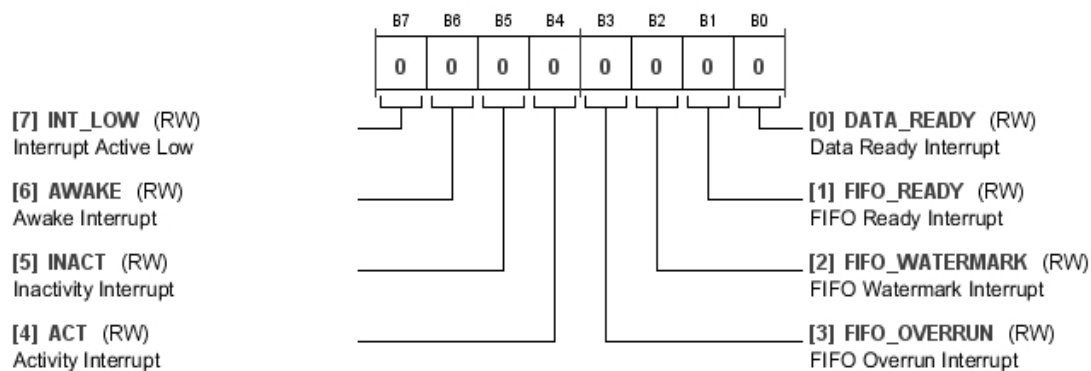 B7 B6 B5 B4 B3 B2 B1 B0
0 0 0 0 0 0 0 0
[7] INT_LOW (RW)
Interrupt Active Low
[6] AWAKE (RW)
Awake Interrupt
[5] INACT (RW)
Inactivity Interrupt
[4] ACT (RW)
Activity Interrupt
[0] DATA_READY (RW)
Data Ready Interrupt
[1] FIFO_READY (RW)
FIFO Ready Interrupt
[2] FIFO_WATERMARK (RW)
FIFO Watermark Interrupt
[3] FIFO_OVERRUN (RW)
FIFO Overrun Interrupt